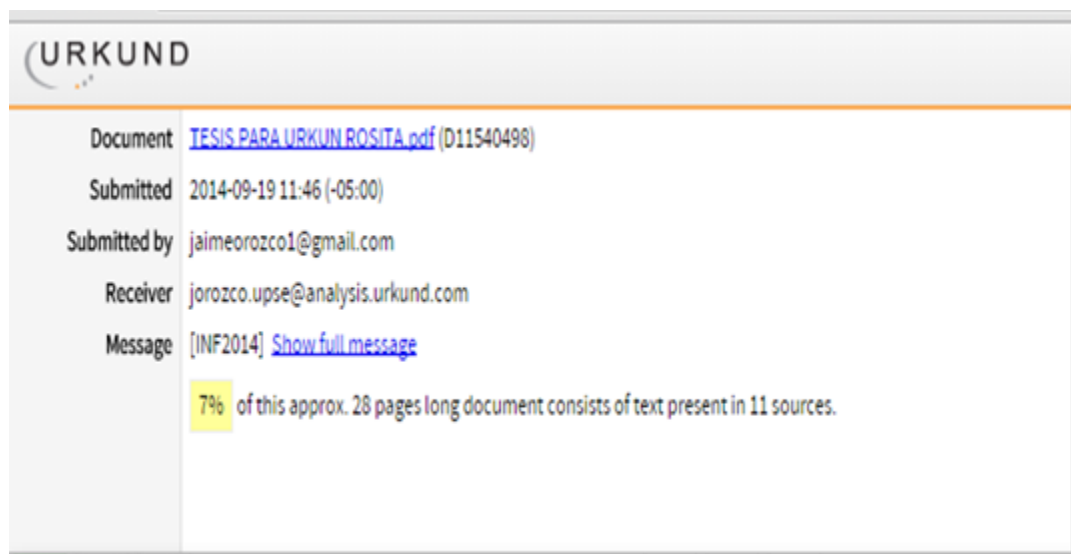 URKUND
Document TESIS PARA URKUN ROSITA.pdf (D11540498)
Submitted 2014-09-19 11:46 (-05:00)
Submitted by jaimeorozco1@gmail.com
Receiver jorozco.upse@analysis.urkund.com
Message [INF2014] Show full message
7% of this approx. 28 pages long document consists of text present in 11 sources.